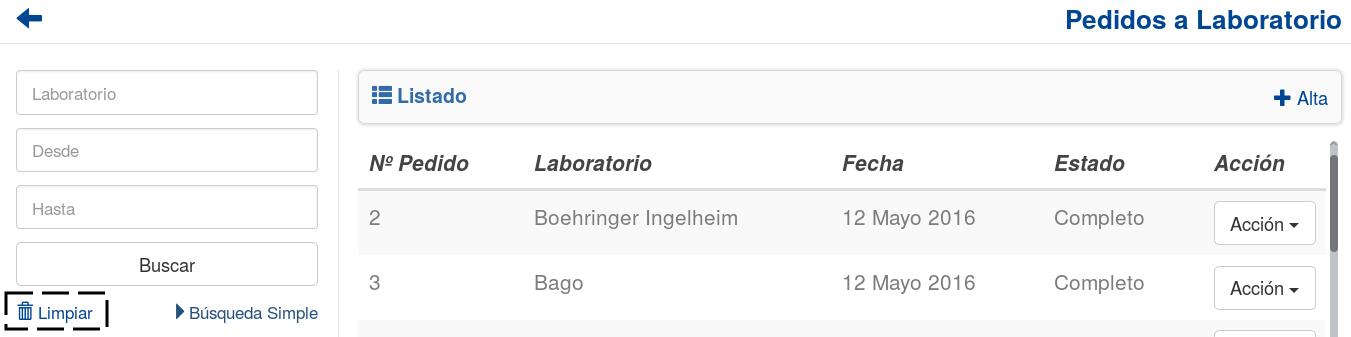 Pedidos a Laboratorio
Laboratorio
Desde
Hasta
Buscar
Limpiar
Búsqueda Simple
Listado
Alta
Nº Pedido Laboratorio Fecha Estado Acción
2 Boehringer Ingelheim 12 Mayo 2016 Completo Acción
3 Bago 12 Mayo 2016 Completo Acción